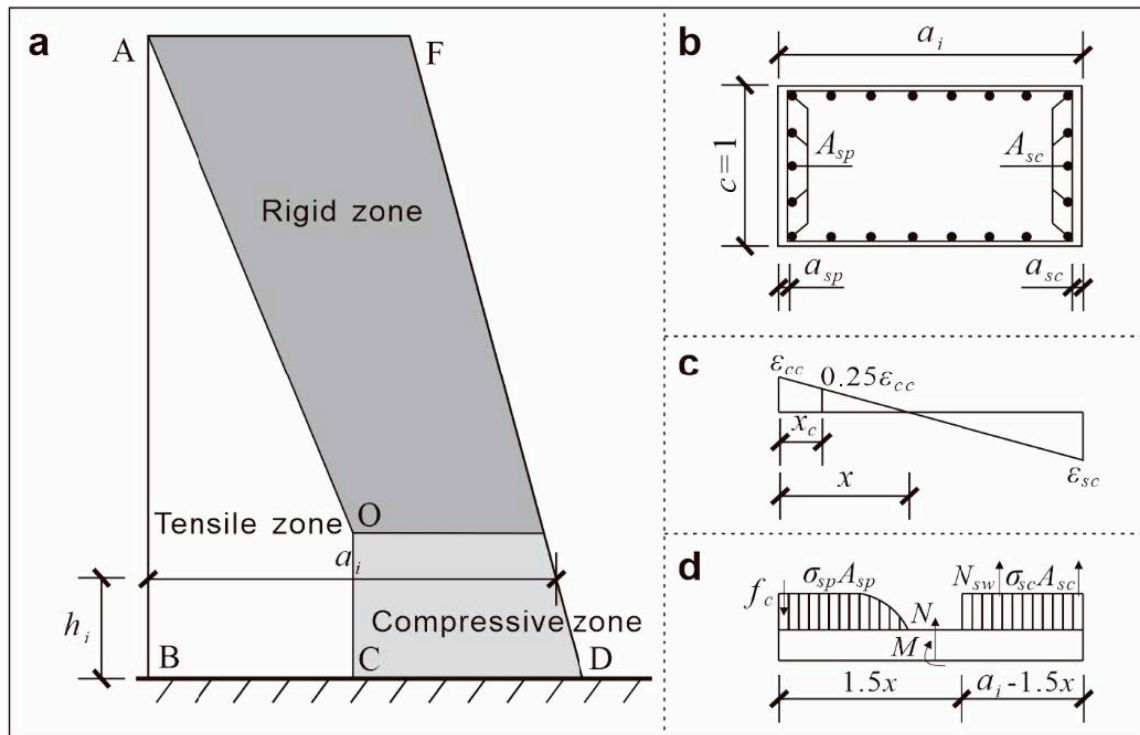 a
A
F
Rigid zone
Tensile zone
O
a_i
h_i
Compressive zone
B
C
D
b
a_i
c=1
A_sp
A_sc
a_sp
a_sc
c
ε_cc
0.25ε_cc
x_c
x
ε_sc
d
f_c
σ_sp A_sp
N_sw
σ_sc A_sc
N
M
1.5x
a_i-1.5x